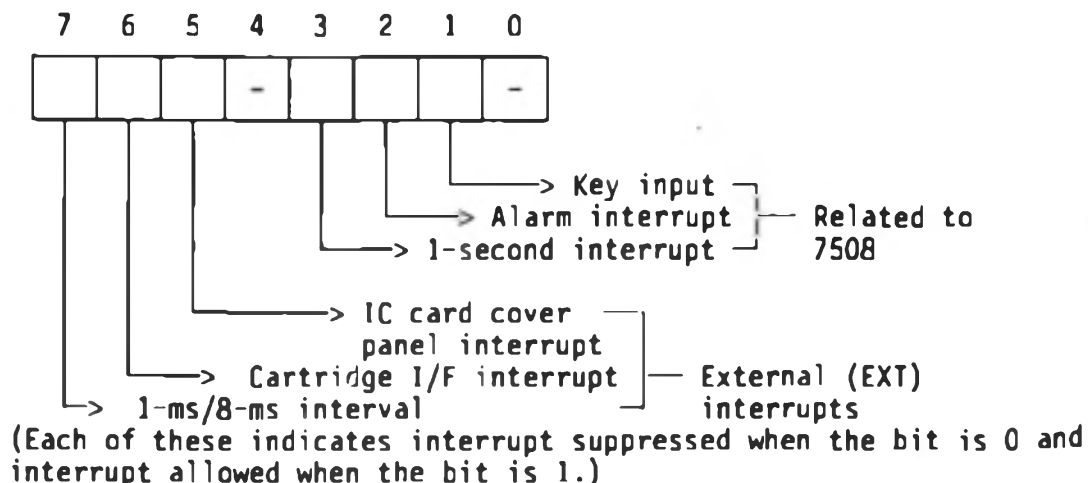 7 6 5 4 3 2 1 0
- -
> Key input
> Alarm interrupt
> 1-second interrupt
Related to
7508
> IC card cover
panel interrupt
> Cartridge I/F interrupt
> 1-ms/8-ms interval
External (EXT)
interrupts
(Each of these indicates interrupt suppressed when the bit is 0 and
interrupt allowed when the bit is 1.)